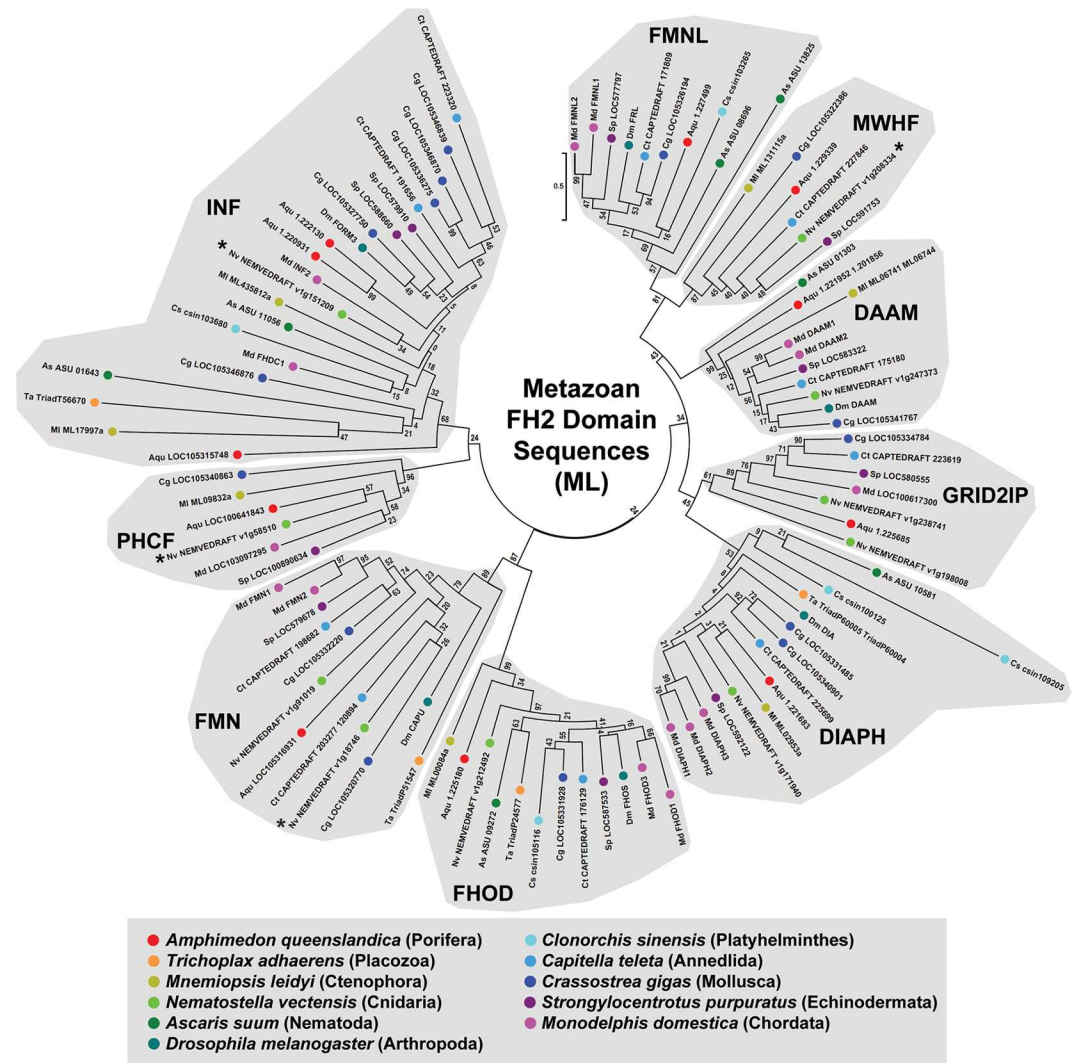 Metazoan
FH2 Domain
Sequences
(ML)
FMNL
Md FMNL2
Md FMNL1
Sp LOC577797
Dm FRL
Ct CAPTEDRAFT 171809
Cg LOC105326194
Aqu 1.227499
Cs csin103265
As ASU 08696
As ASU 13825
0.5
MWHF
Ml ML131115a
Cg LOC105322386
Aqu 1.229339
Ct CAPTEDRAFT 227846
Nv NEMVEDRAFT v1g208334 *
Sp LOC591753
DAAM
As ASU 01303
Aqu 1.221952 1.201856
Ml ML06741 ML06744
Md DAAM1
Md DAAM2
Sp LOC583322
Ct CAPTEDRAFT 175180
Nv NEMVEDRAFT v1g247373
Dm DAAM
Cg LOC105341767
GRID2IP
Cg LOC105334784
Ct CAPTEDRAFT 223619
Sp LOC580555
Md LOC100617300
Nv NEMVEDRAFT v1g238741
Aqu 1.225685
Nv NEMVEDRAFT v1g198008
DIAPH
As ASU 10581
Cs csin109205
Cs csin100125
Ta TriadP60005 TriadP60004
Dm DIA
Cg LOC105331485
Cg LOC105340901
Ct CAPTEDRAFT 225699
Aqu 1.221683
Ml ML02953a
Nv NEMVEDRAFT v1g171940
Sp LOC592122
Md DIAPH3
Md DIAPH2
Md DIAPH1
FHOD
Md FHOD1
Md FHOD3
Dm FHOS
Sp LOC587533
Ct CAPTEDRAFT 176129
Cg LOC105331928
Cs csin105116
Ta TriadP24577
As ASU 09272
Nv NEMVEDRAFT v1g212492
Aqu 1.225180
Ml ML00084a
FMN
Ta TriadP51547
Dm CAPU
Cg LOC105320770
* Nv NEMVEDRAFT v1g18746
Ct CAPTEDRAFT 203277 120894
Aqu LOC105316931
Nv NEMVEDRAFT v1g91019
Cg LOC105332220
Ct CAPTEDRAFT 198682
Sp LOC579678
Md FMN2
Md FMN1
PHCF
Sp LOC100890634
Md LOC103097295
* Nv NEMVEDRAFT v1g58510
Aqu LOC100641843
Ml ML09832a
Cg LOC105340863
INF
Aqu LOC105315748
Ml ML17997a
Ta TriadT56670
As ASU 01643
Cg LOC105346876
Md FHDC1
Cs csin103680
As ASU 11056
Ml ML435812a
* Nv NEMVEDRAFT v1g151209
Md INF2
Aqu 1.220931
Aqu 1.222130
Dm FORM3
Cg LOC105327750
Sp LOC588660
Sp LOC579910
Ct CAPTEDRAFT 191656
Cg LOC105336275
Cg LOC105346870
Cg LOC105346839
Ct CAPTEDRAFT 223320
Amphimedon queenslandica (Porifera)
Trichoplax adhaerens (Placozoa)
Mnemiopsis leidyi (Ctenophora)
Nematostella vectensis (Cnidaria)
Ascaris suum (Nematoda)
Drosophila melanogaster (Arthropoda)
Clonorchis sinensis (Platyhelminthes)
Capitella teleta (Annedlida)
Crassostrea gigas (Mollusca)
Strongylocentrotus purpuratus (Echinodermata)
Monodelphis domestica (Chordata)